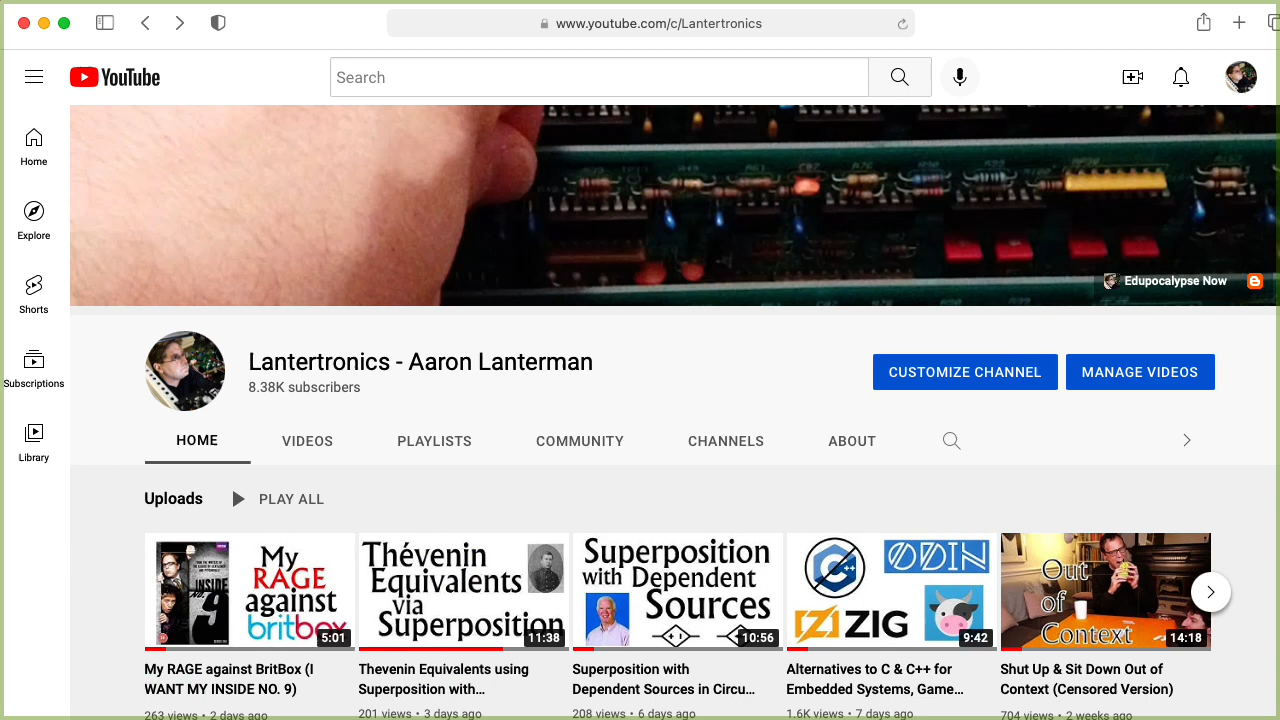 www.youtube.com/c/Lantertronics
YouTube
Search
Home
Explore
Shorts
Subscriptions
Library
Edupocalypse Now
Lantertronics - Aaron Lanterman
8.38K subscribers
CUSTOMIZE CHANNEL
MANAGE VIDEOS
HOME
VIDEOS
PLAYLISTS
COMMUNITY
CHANNELS
ABOUT
Uploads
PLAY ALL
My
RAGE
against
britbox
INSIDE
No.
9
5:01
Thévenin
Equivalents
via
Superposition
11:38
Superposition
with Dependent
Sources
10:56
C++
ODIN
ZIG
9:42
Out
of
Context
14:18
My RAGE against BritBox (I
WANT MY INSIDE NO. 9)
263 views • 2 days ago
Thevenin Equivalents using
Superposition with…
201 views • 3 days ago
Superposition with
Dependent Sources in Circu…
208 views • 6 days ago
Alternatives to C & C++ for
Embedded Systems, Game…
1.6K views • 7 days ago
Shut Up & Sit Down Out of
Context (Censored Version)
704 views • 2 weeks ago